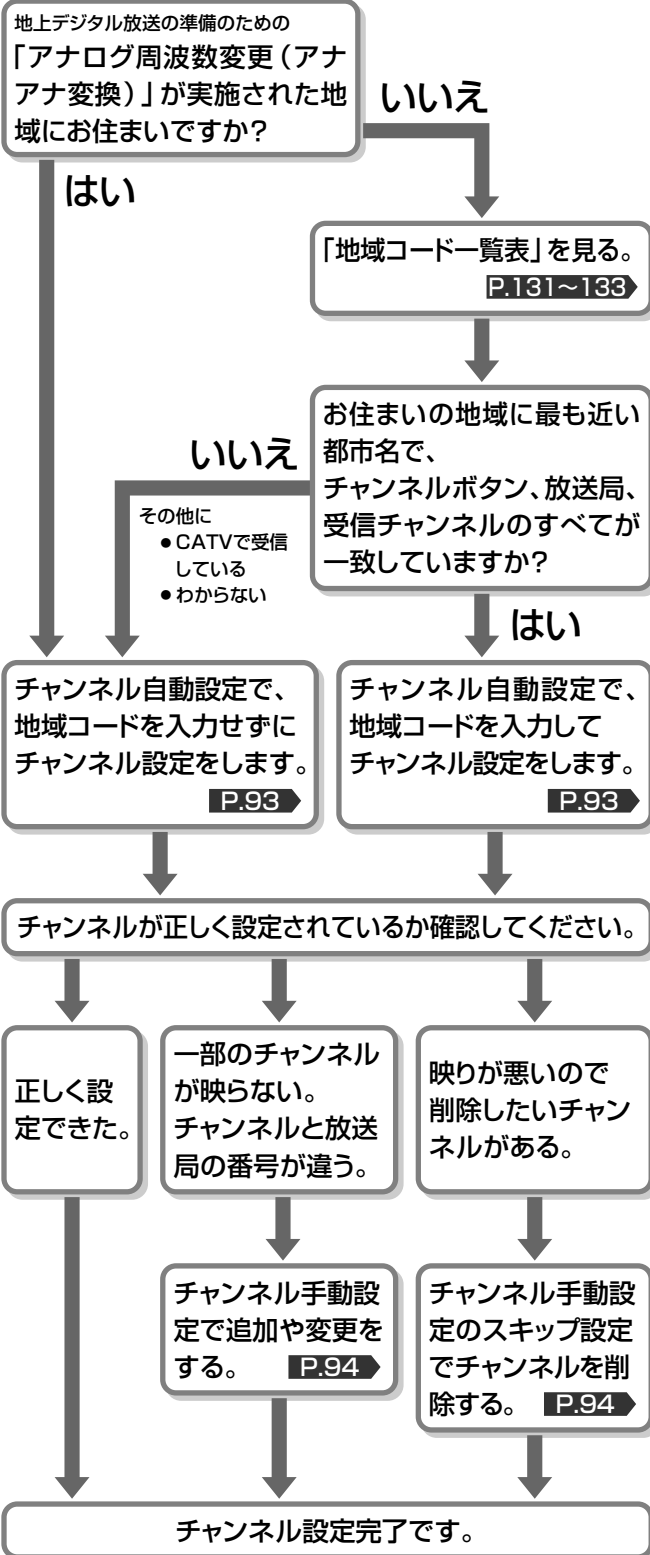 地上デジタル放送の準備のための
「アナログ周波数変更（アナ
アナ変換）」が実施された地
域にお住まいですか？
いいえ
はい
「地域コード一覧表」を見る。
P.131～133
お住まいの地域に最も近い
都市名で、
チャンネルボタン、放送局、
受信チャンネルのすべてが
一致していますか？
いいえ
その他に
●CATVで受信
している
●わからない
はい
チャンネル自動設定で、
地域コードを入力せずに
チャンネル設定をします。
P.93
チャンネル自動設定で、
地域コードを入力して
チャンネル設定をします。
P.93
チャンネルが正しく設定されているか確認してください。
正しく設
定できた。
一部のチャンネル
が映らない。
チャンネルと放送
局の番号が違う。
映りが悪いので
削除したいチャン
ネルがある。
チャンネル手動設
定で追加や変更を
する。 P.94
チャンネル手動設
定のスキップ設定
でチャンネルを削
除する。 P.94
チャンネル設定完了です。